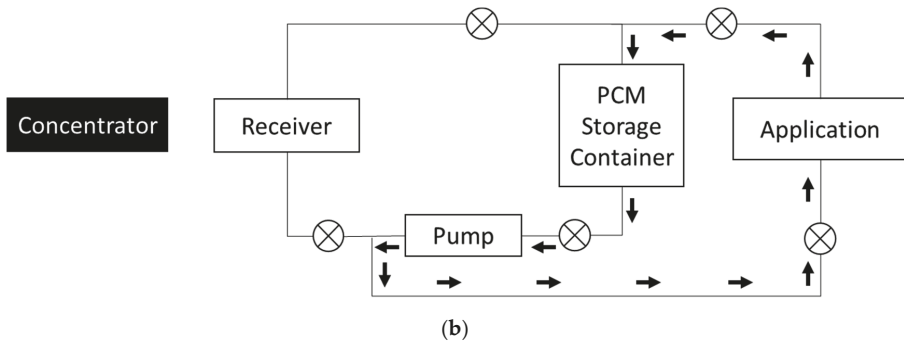 Concentrator
Receiver
PCM
Storage
Container
Application
Pump
(b)